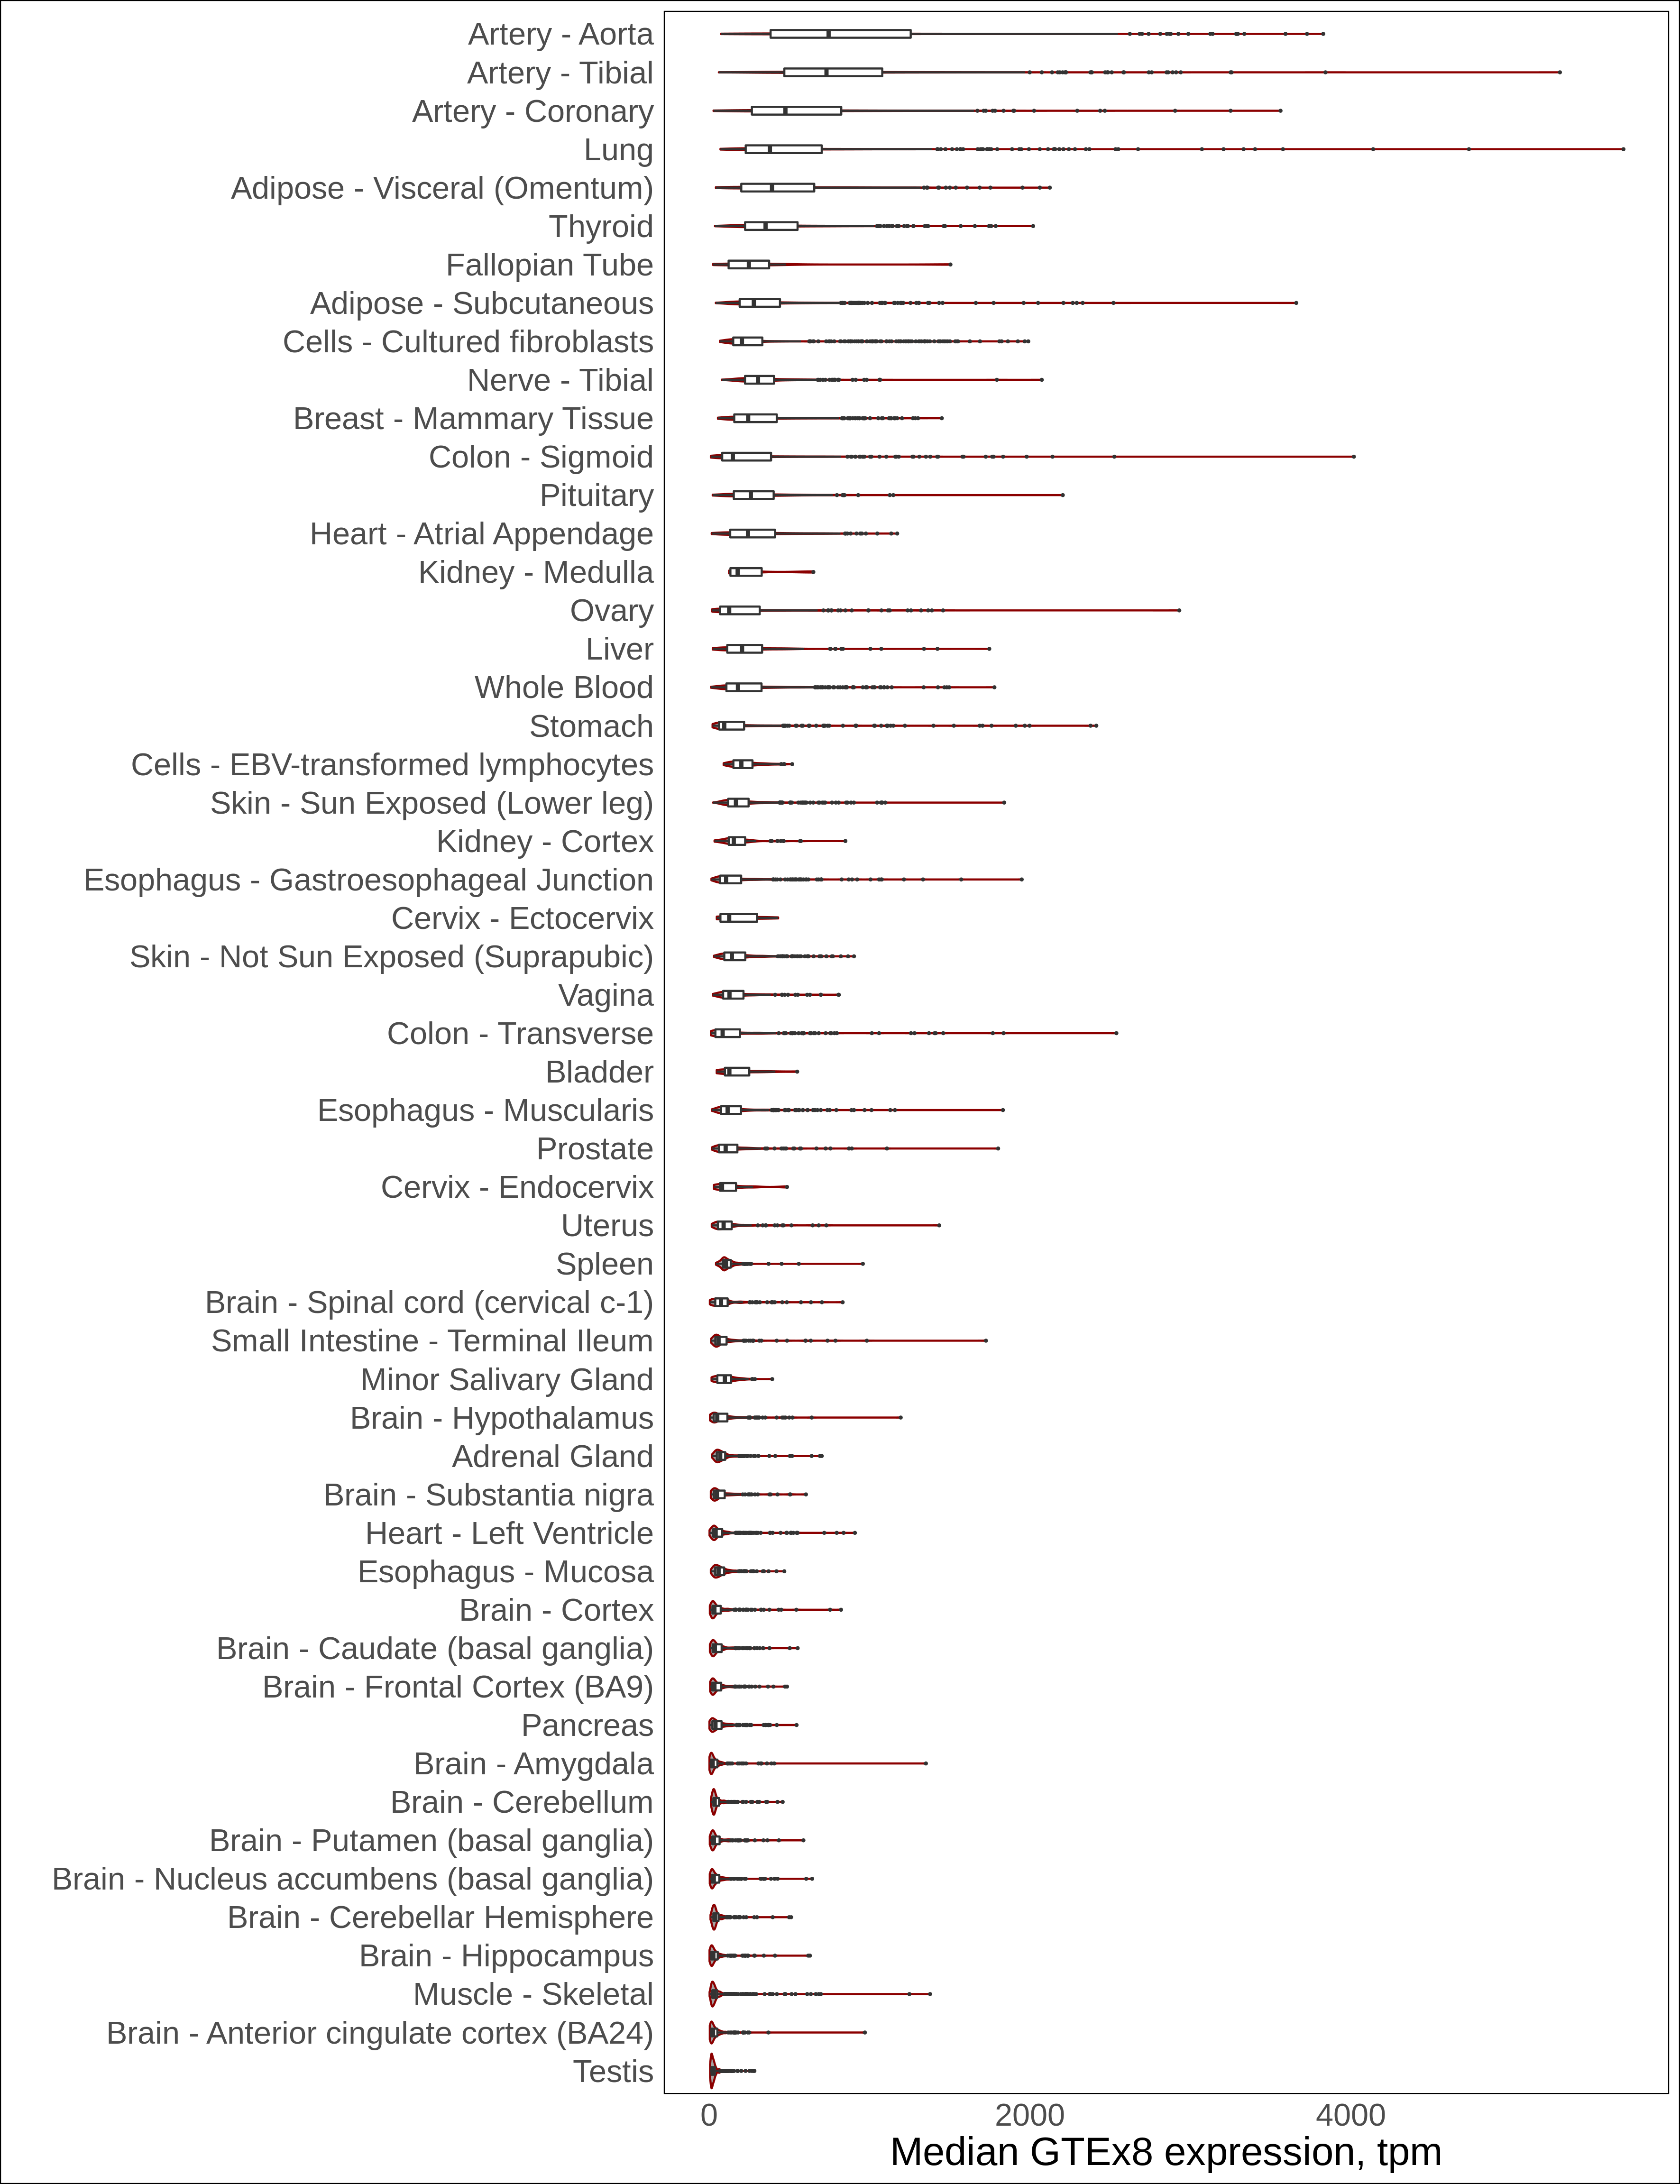 Artery - Aorta
Artery - Tibial
Artery - Coronary
Lung
Adipose - Visceral (Omentum)
Thyroid
Fallopian Tube
Adipose - Subcutaneous
Cells - Cultured fibroblasts
Nerve - Tibial
Breast - Mammary Tissue
Colon - Sigmoid
Pituitary
Heart - Atrial Appendage
Kidney - Medulla
Ovary
Liver
Whole Blood
Stomach
Cells - EBV-transformed lymphocytes
Skin - Sun Exposed (Lower leg)
Kidney - Cortex
Esophagus - Gastroesophageal Junction
Cervix - Ectocervix
Skin - Not Sun Exposed (Suprapubic)
Vagina
Colon - Transverse
Bladder
Esophagus - Muscularis
Prostate
Cervix - Endocervix
Uterus
Spleen
Brain - Spinal cord (cervical c-1)
Small Intestine - Terminal Ileum
Minor Salivary Gland
Brain - Hypothalamus
Adrenal Gland
Brain - Substantia nigra
Heart - Left Ventricle
Esophagus - Mucosa
Brain - Cortex
Brain - Caudate (basal ganglia)
Brain - Frontal Cortex (BA9)
Pancreas
Brain - Amygdala
Brain - Cerebellum
Brain - Putamen (basal ganglia)
Brain - Nucleus accumbens (basal ganglia)
Brain - Cerebellar Hemisphere
Brain - Hippocampus
Muscle - Skeletal
Brain - Anterior cingulate cortex (BA24)
Testis
0 2000 4000
Median GTEx8 expression, tpm